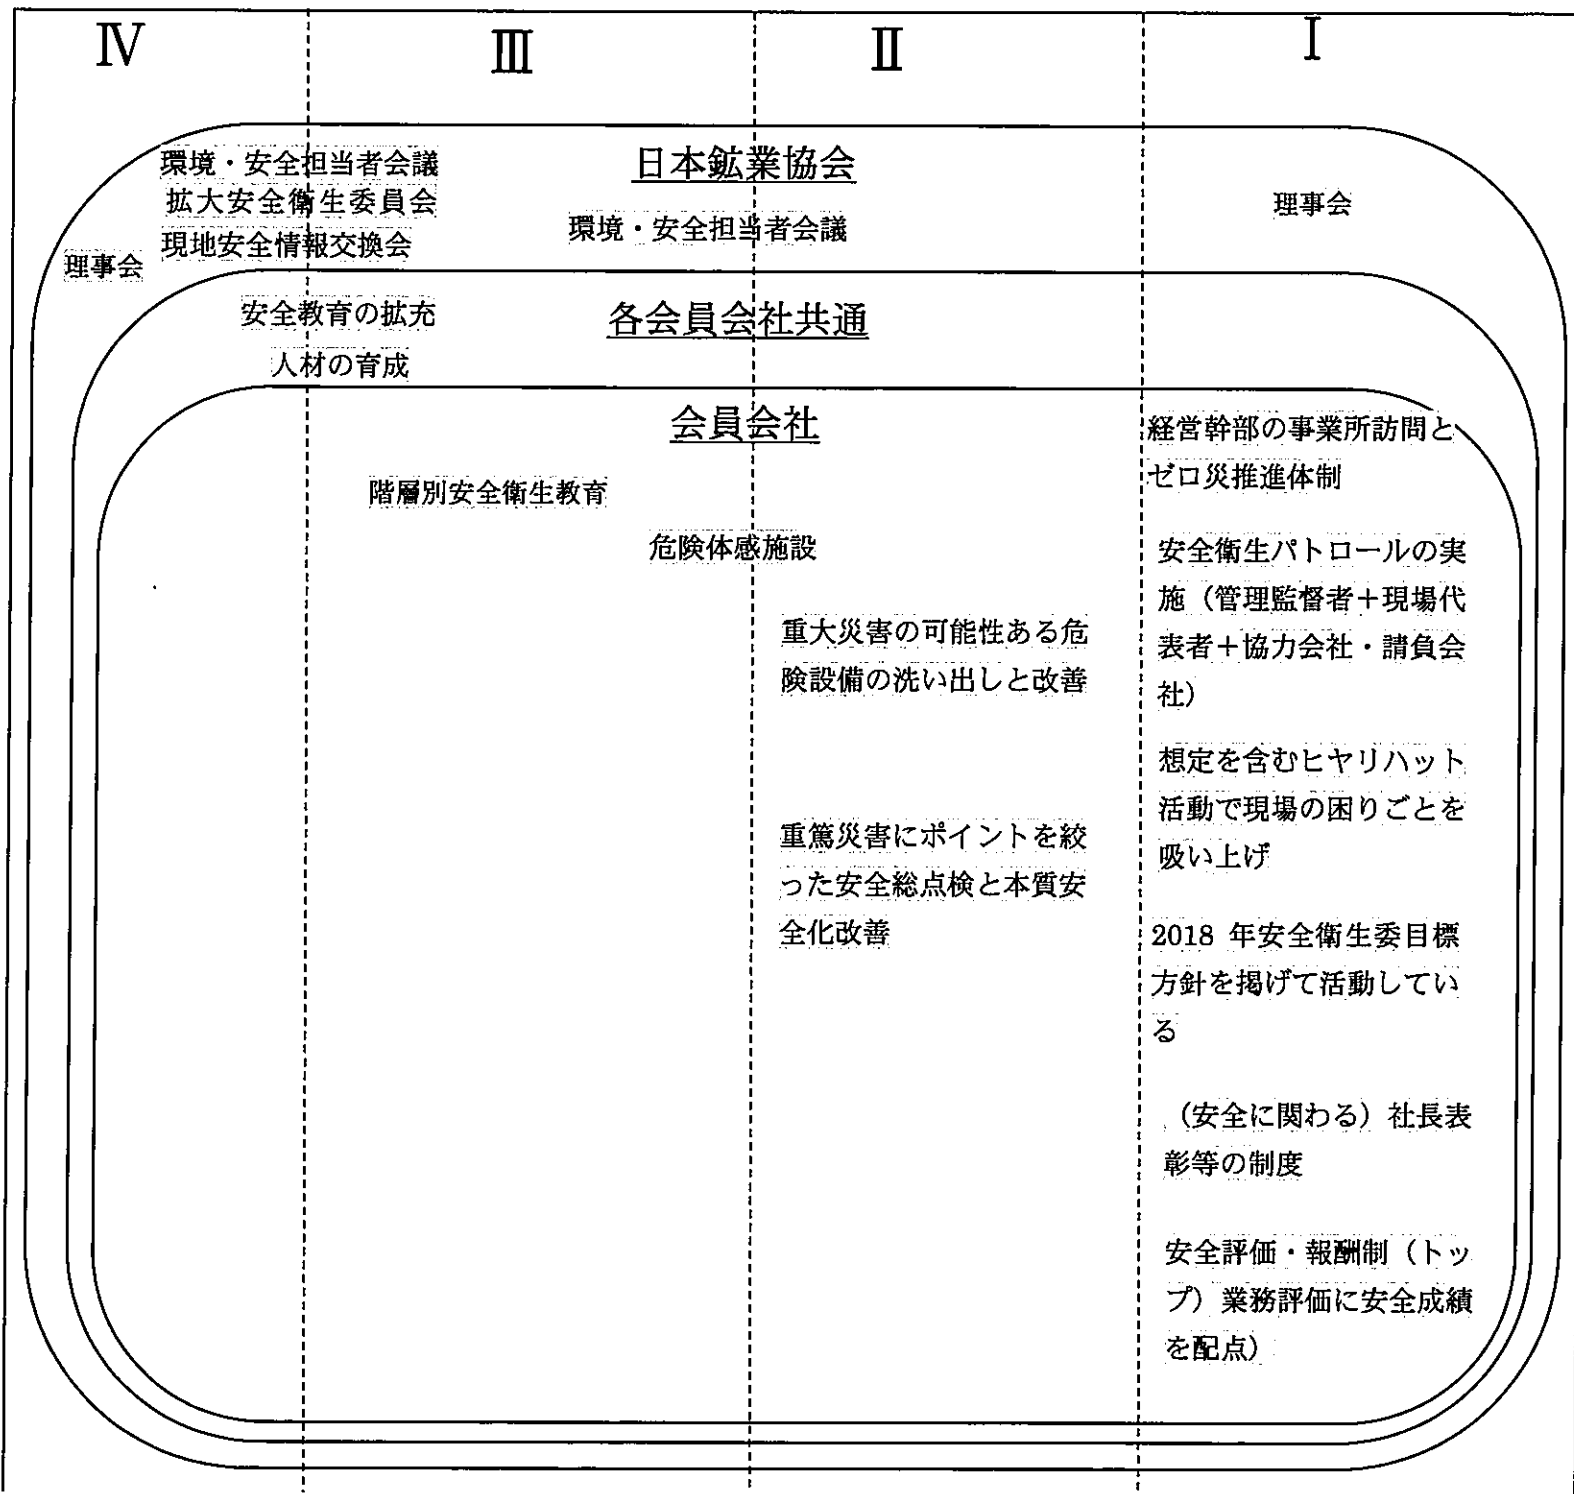 Ⅳ
Ⅲ
Ⅱ
Ⅰ
日本鉱業協会
環境・安全担当者会議
拡大安全衛生委員会
現地安全情報交換会
理事会
環境・安全担当者会議
理事会
各会員会社共通
安全教育の拡充
人材の育成
会員会社
階層別安全衛生教育
危険体感施設
重大災害の可能性ある危
険設備の洗い出しと改善
重篤災害にポイントを絞
った安全総点検と本質安
全化改善
経営幹部の事業所訪問と
ゼロ災推進体制
安全衛生パトロールの実
施（管理監督者＋現場代
表者＋協力会社・請負会
社）
想定を含むヒヤリハット
活動で現場の困りごとを
吸い上げ
2018 年安全衛生委目標
方針を掲げて活動してい
る
（安全に関わる）社長表
彰等の制度
安全評価・報酬制（トッ
プ）業務評価に安全成績
を配点）